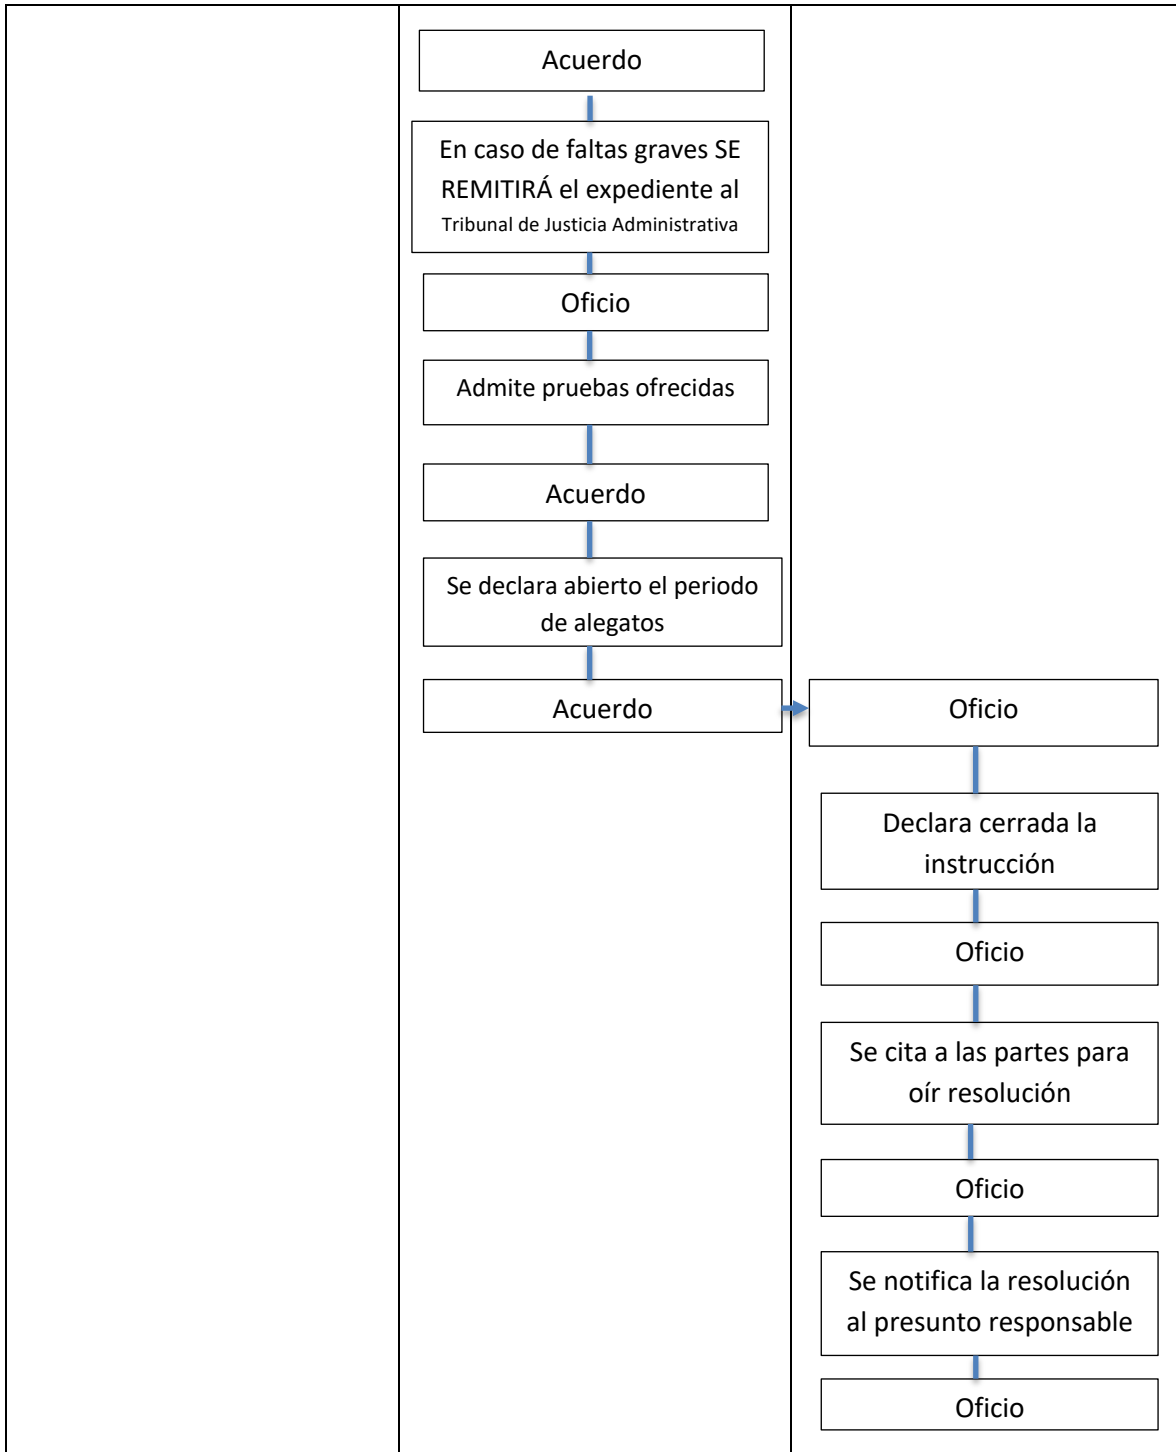 Acuerdo
En caso de faltas graves SE
REMITIRÁ el expediente al
Tribunal de Justicia Administrativa
Oficio
Admite pruebas ofrecidas
Acuerdo
Se declara abierto el periodo
de alegatos
Acuerdo
Oficio
Declara cerrada la
instrucción
Oficio
Se cita a las partes para
oír resolución
Oficio
Se notifica la resolución
al presunto responsable
Oficio